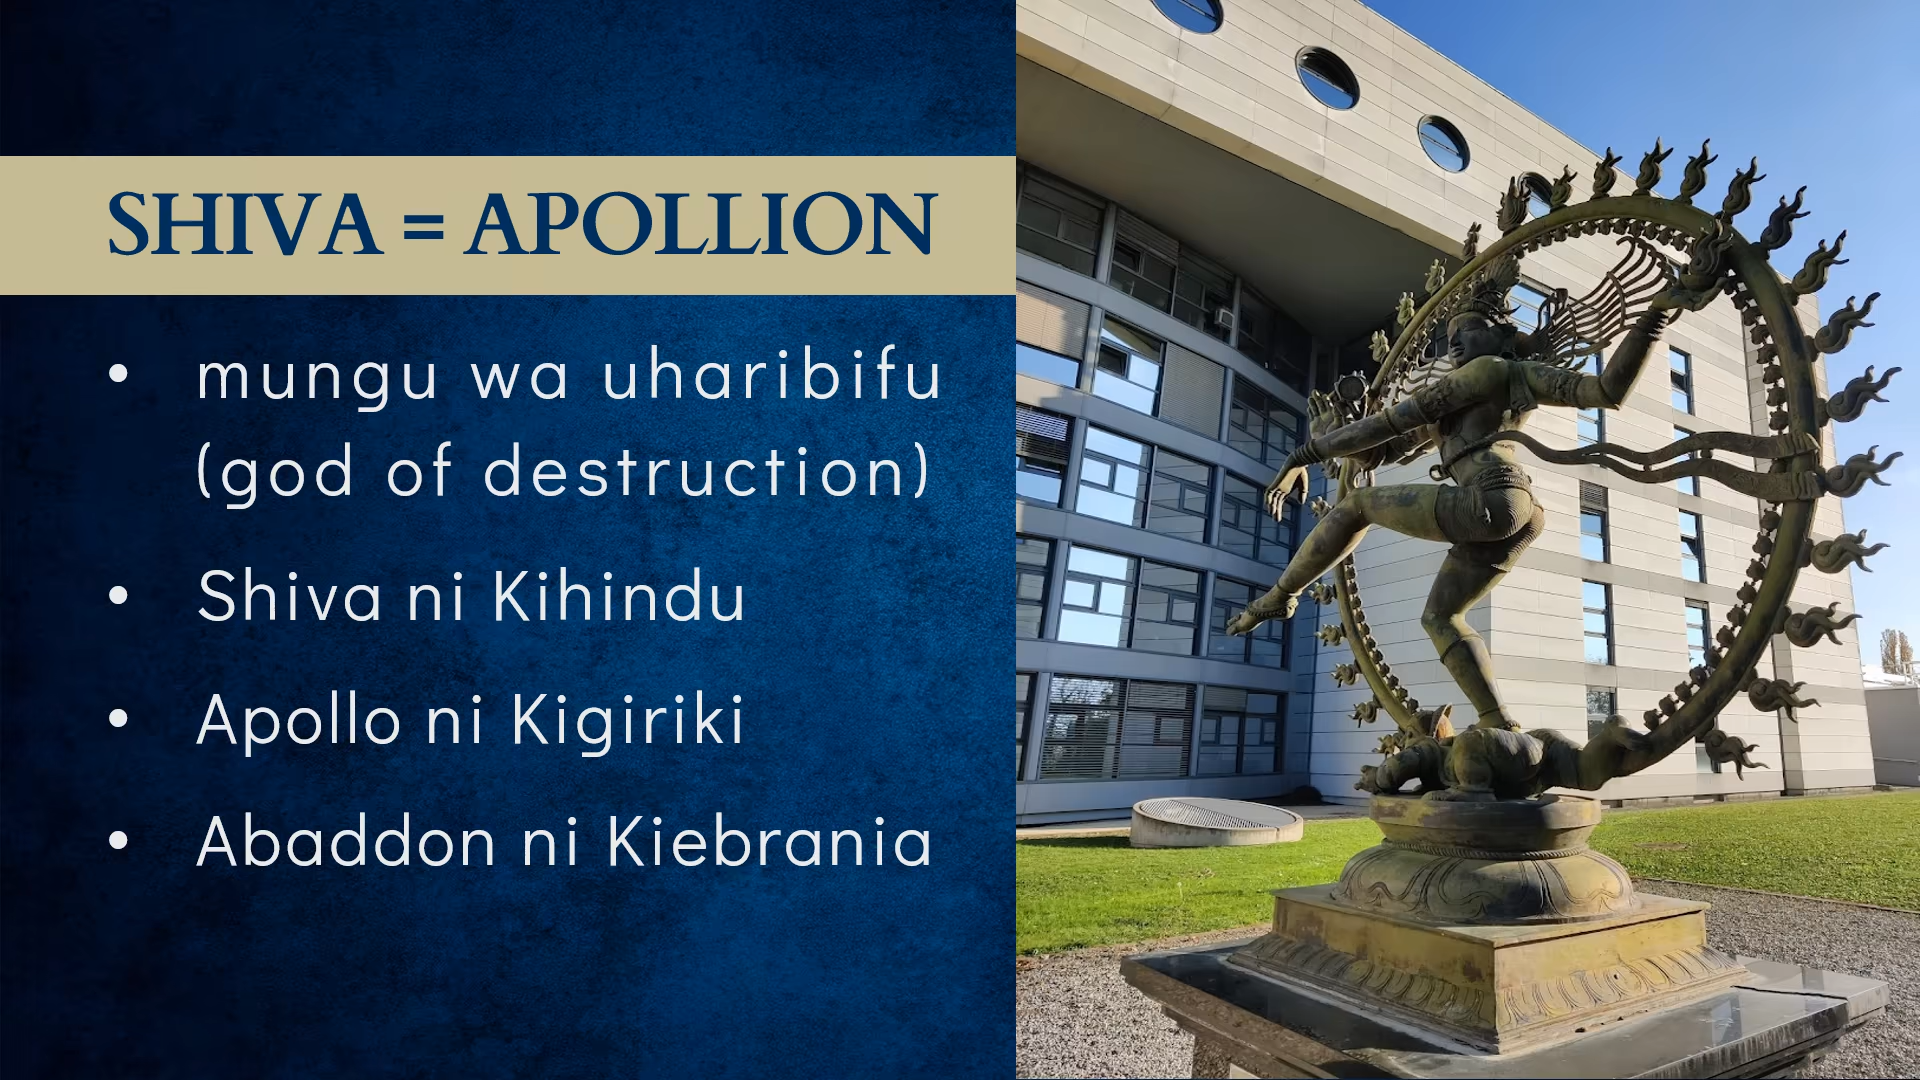 SHIVA = APOLLION
• mungu wa uharibifu
(god of destruction)
• Shiva ni Kihindu
• Apollo ni Kigiriki
• Abaddon ni Kiebrania